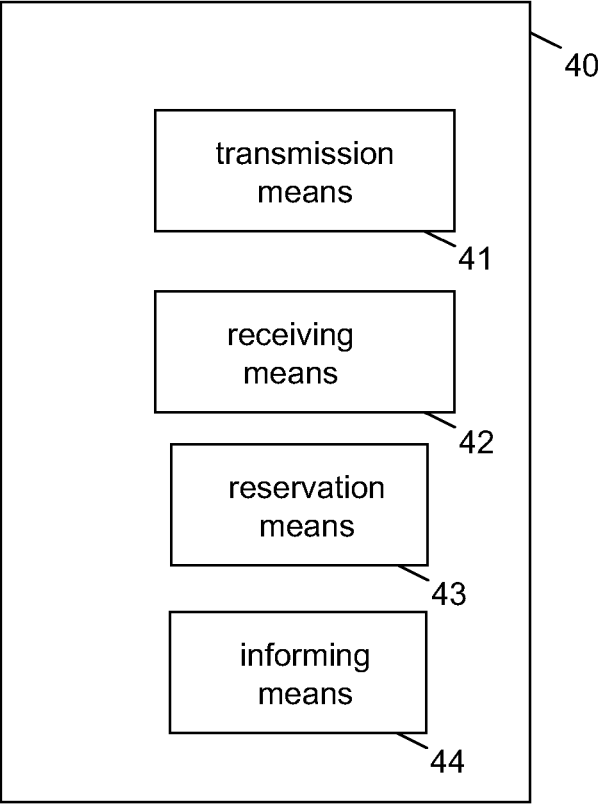 40
transmission
means
41
receiving
means
42
reservation
means
43
informing
means
44